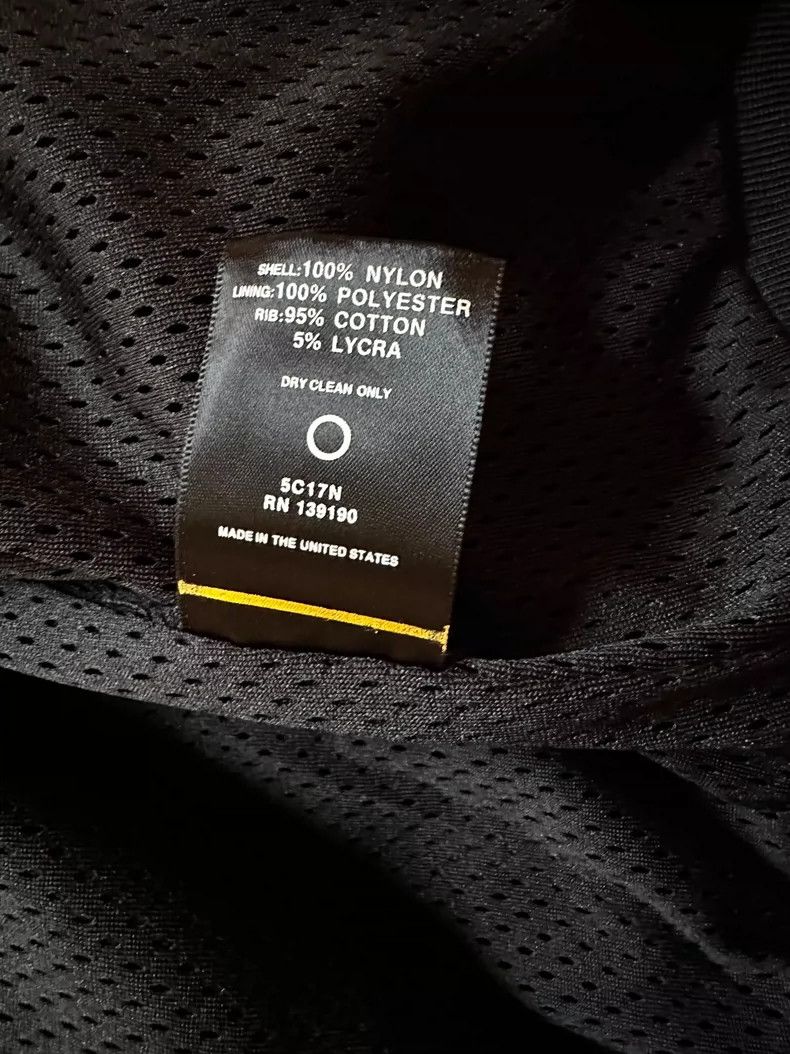 SHELL:100% NYLON
LINING:100% POLYESTER
RIB:95% COTTON
5% LYCRA
DRY CLEAN ONLY
5C17N
RN 139190
MADE IN THE UNITED STATES